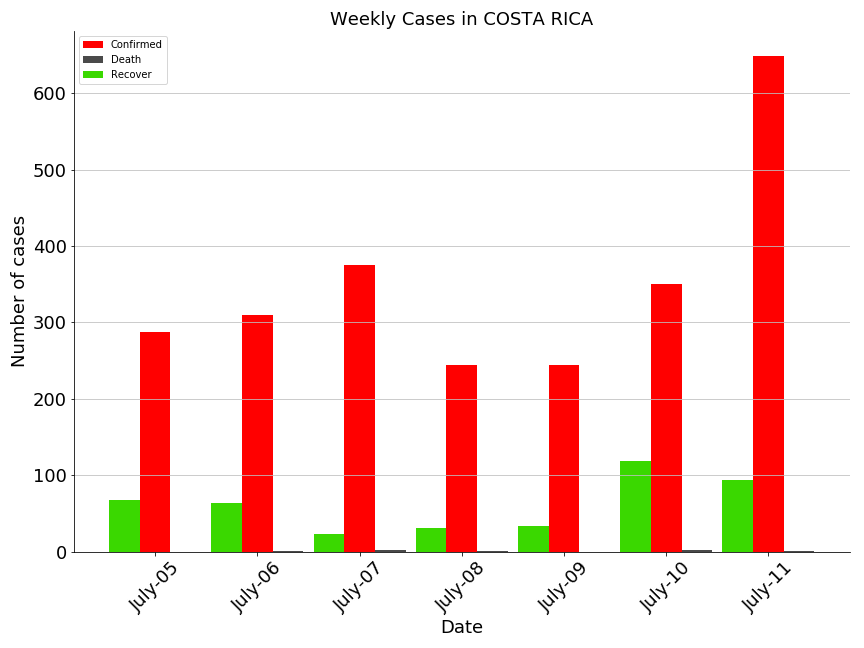 Weekly Cases in COSTA RICA
Confirmed
Death
Recover
Number of cases
600
500
400
300
200
100
0
July-05
July-06
July-07
July-08
July-09
July-10
July-11
Date